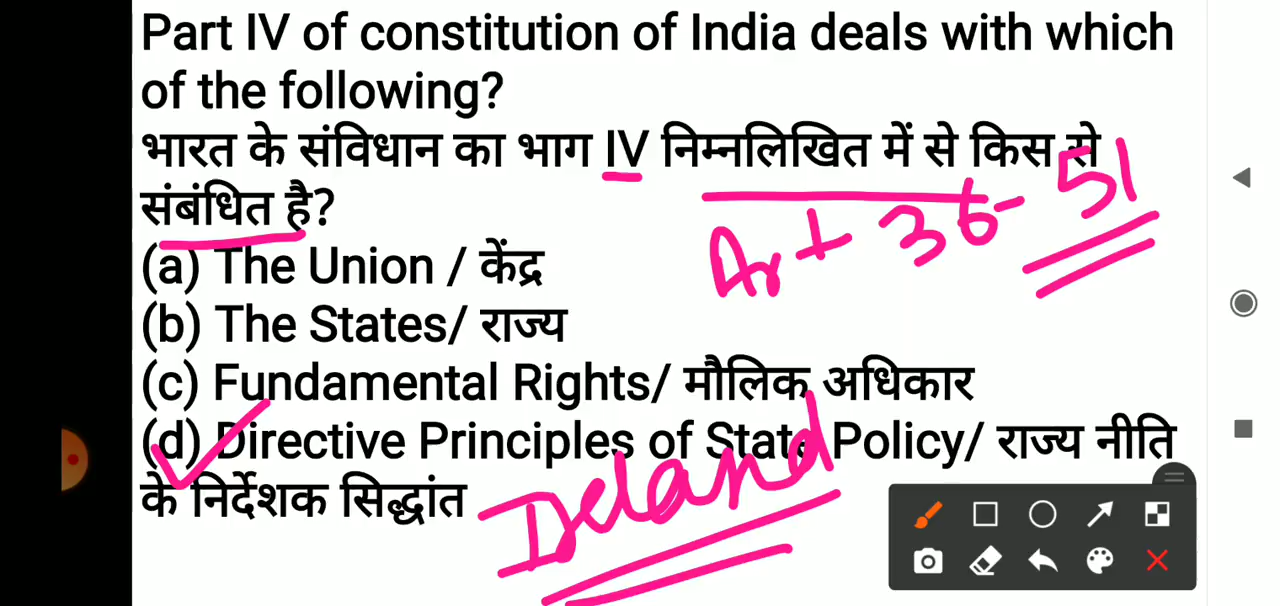 Part IV of constitution of India deals with which
of the following?
भारत के संविधान का भाग IV निम्नलिखित में से किस से
संबंधित है?
Art 36-51
(a) The Union / केंद्र
(b) The States/ राज्य
(c) Fundamental Rights/ मौलिक अधिकार
(d) Directive Principles of State Policy/ राज्य नीति
के निर्देशक सिद्धांत